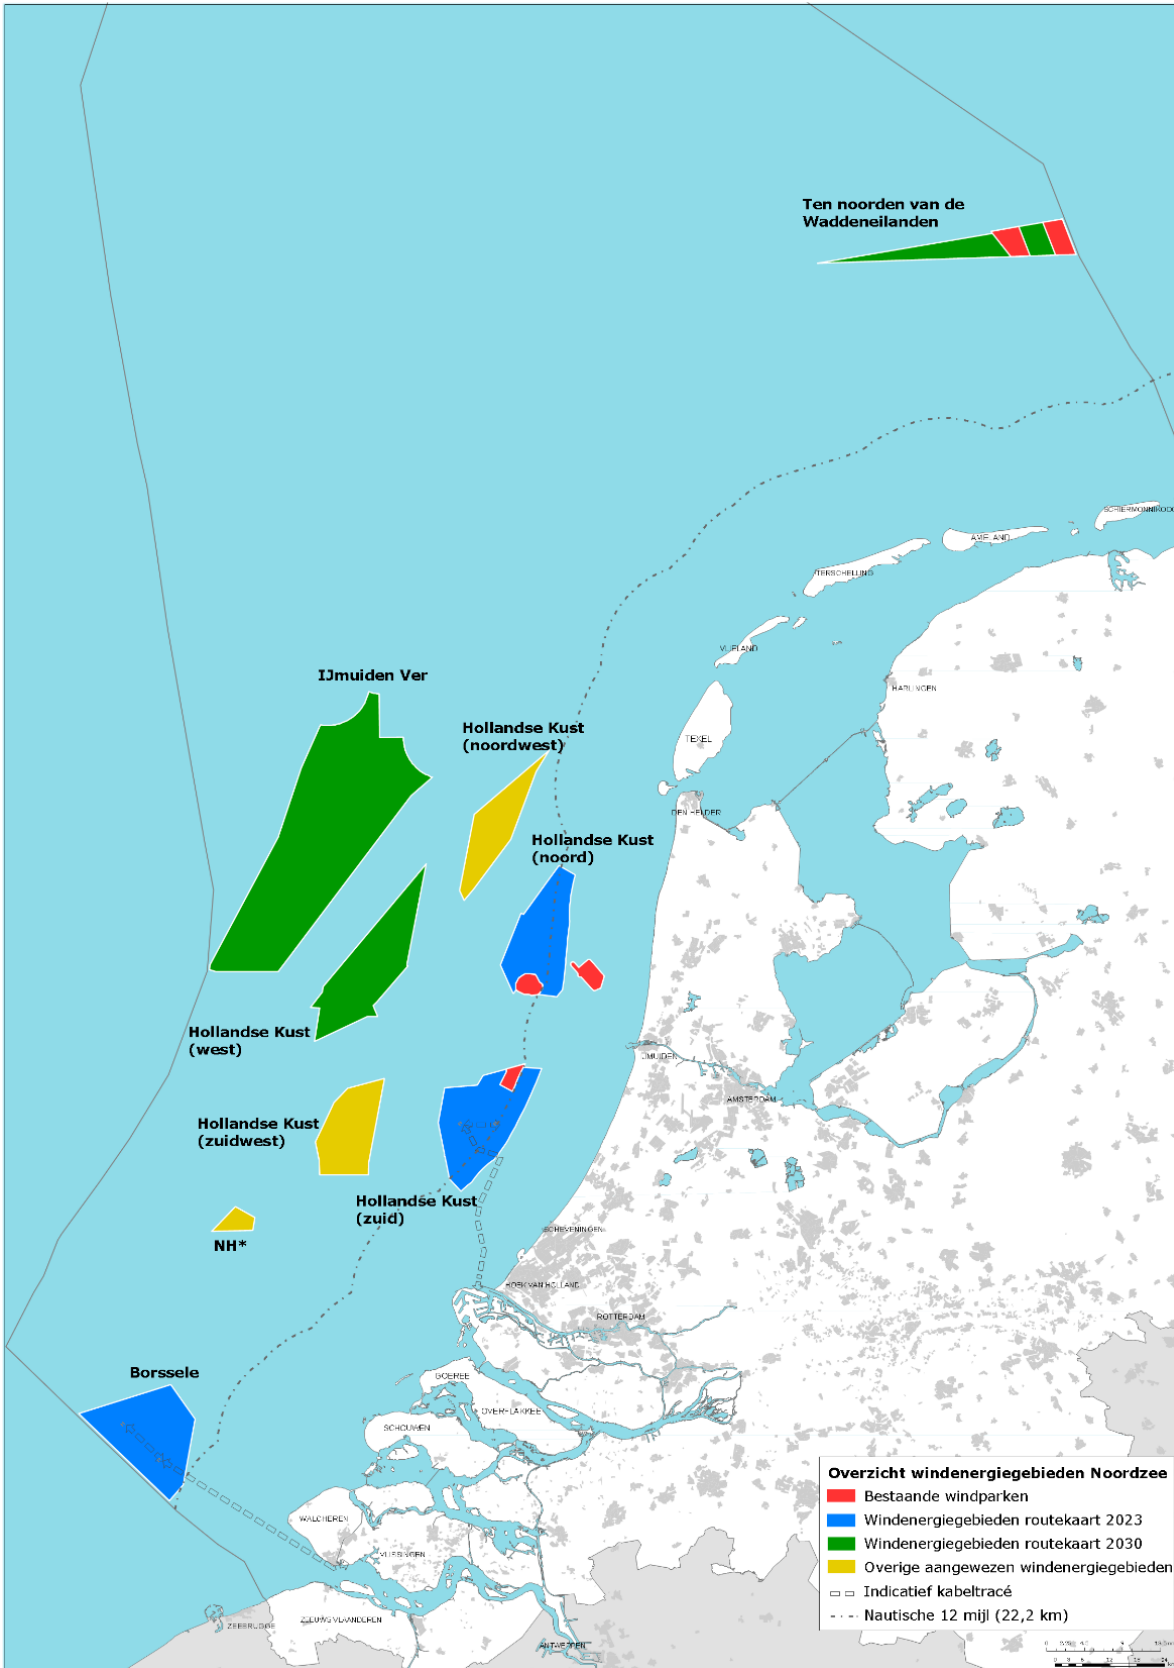 Ten noorden van de
Waddeneilanden
SCHIERMONNIKOOG
AMELAND
TERSCHELLING
VLIELAND
IJmuiden Ver
HARLINGEN
Hollandse Kust
(noordwest)
TEXEL
DEN HELDER
Hollandse Kust
(noord)
Hollandse Kust
(west)
IJMUIDEN
AMSTERDAM
Hollandse Kust
(zuidwest)
Hollandse Kust
(zuid)
SCHEVENINGEN
NH*
HOEK VAN HOLLAND
ROTTERDAM
Borssele
GOEREE
OVERFLAKKEE
SCHOUWEN
WALCHEREN
VLISSINGEN
ZEEUWS VLAANDEREN
ZEEBRUGGE
ANTWERPEN
Overzicht windenergiegebieden Noordzee
Bestaande windparken
Windenergiegebieden routekaart 2023
Windenergiegebieden routekaart 2030
Overige aangewezen windenergiegebieden
Indicatief kabeltracé
Nautische 12 mijl (22,2 km)